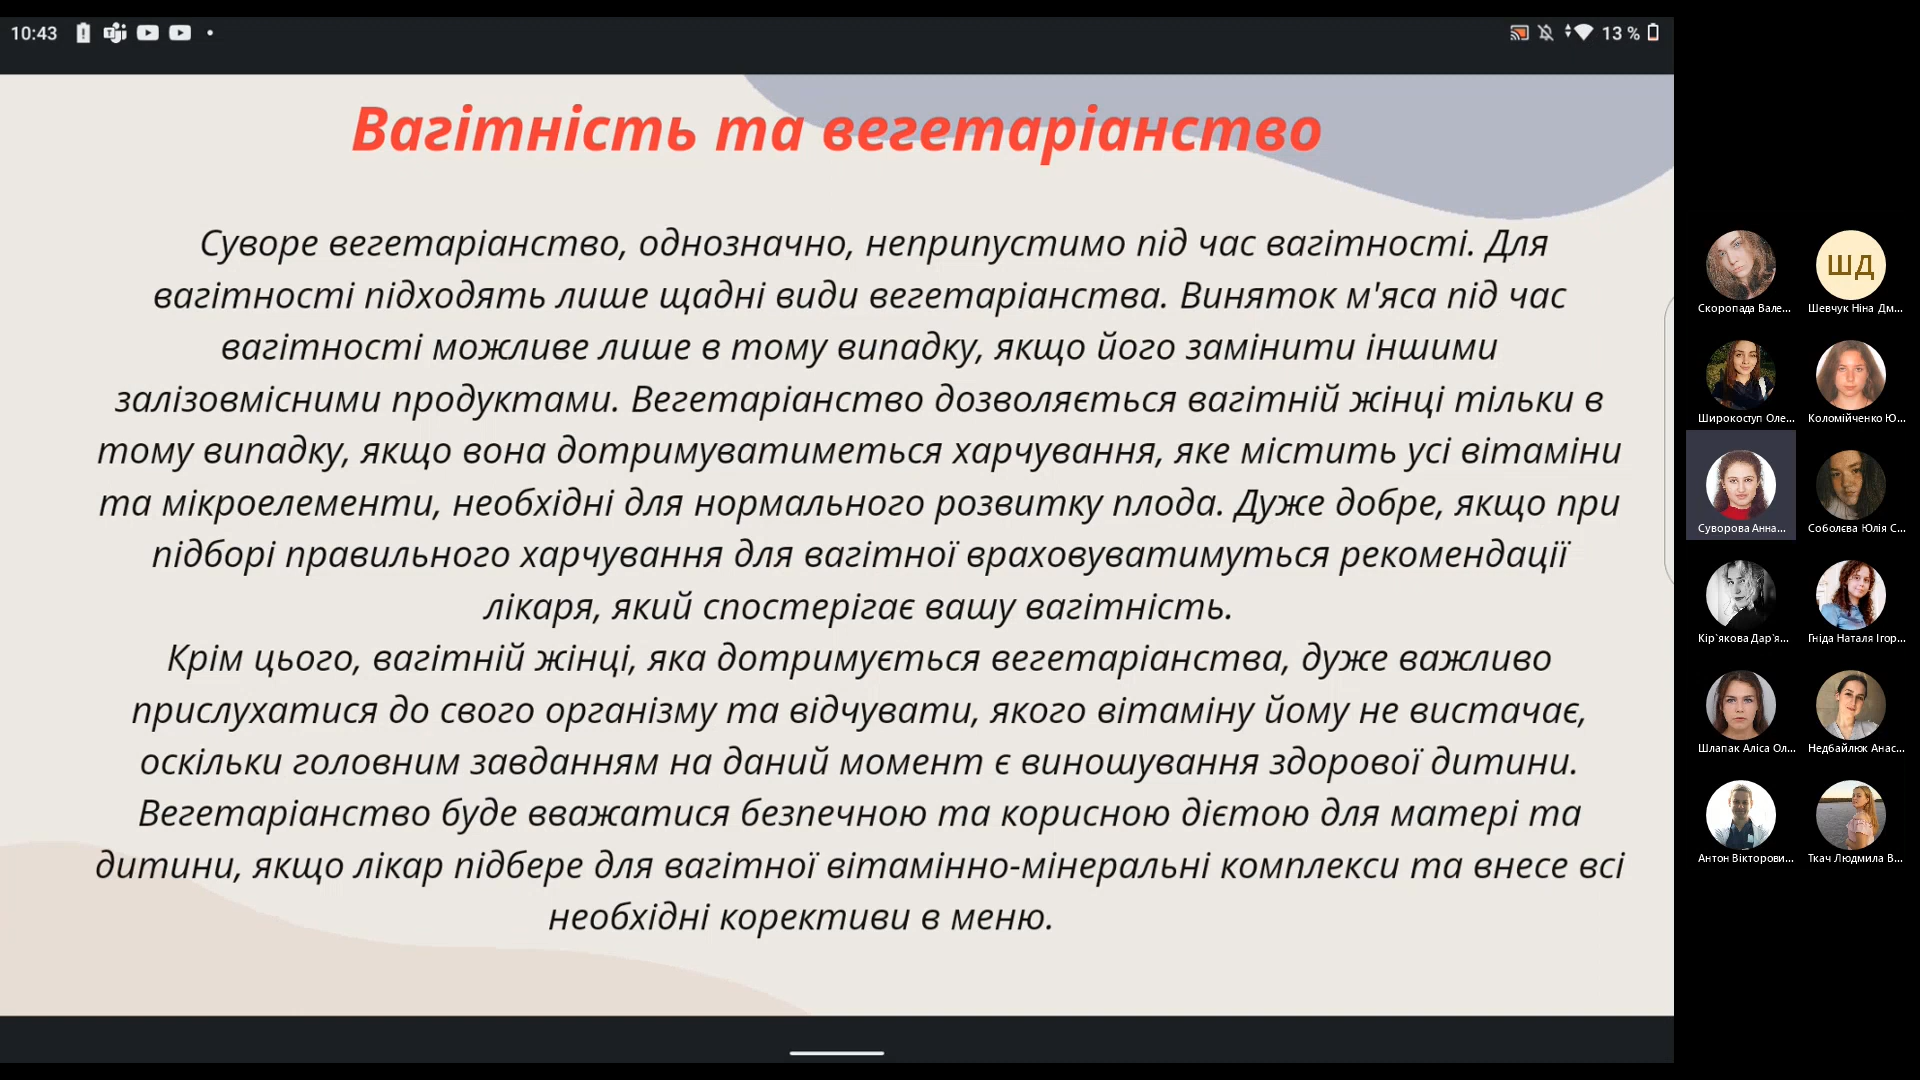 10:43
13 %
Вагітність та вегетаріанство
Суворе вегетаріанство, однозначно, неприпустимо під час вагітності. Для
вагітності підходять лише щадні види вегетаріанства. Виняток м'яса під час
вагітності можливе лише в тому випадку, якщо його замінити іншими
залізовмісними продуктами. Вегетаріанство дозволяється вагітній жінці тільки в
тому випадку, якщо вона дотримуватиметься харчування, яке містить усі вітаміни
та мікроелементи, необхідні для нормального розвитку плода. Дуже добре, якщо при
підборі правильного харчування для вагітної враховуватимуться рекомендації
лікаря, який спостерігає вашу вагітність.
Крім цього, вагітній жінці, яка дотримується вегетаріанства, дуже важливо
прислухатися до свого організму та відчувати, якого вітаміну йому не вистачає,
оскільки головним завданням на даний момент є виношування здорової дитини.
Вегетаріанство буде вважатися безпечною та корисною дієтою для матері та
дитини, якщо лікар підбере для вагітної вітамінно-мінеральні комплекси та внесе всі
необхідні корективи в меню.
ШД
Скоропада Вале...
Шевчук Ніна Дм...
Широкоступ Оле...
Коломійченко Ю...
Суворова Анна...
Соболєва Юлія С...
Кір`якова Дар'я...
Гніда Наталя Ігор...
Шлапак Аліса Ол...
Недбайлюк Анас...
Антон Вікторови...
Ткач Людмила В...